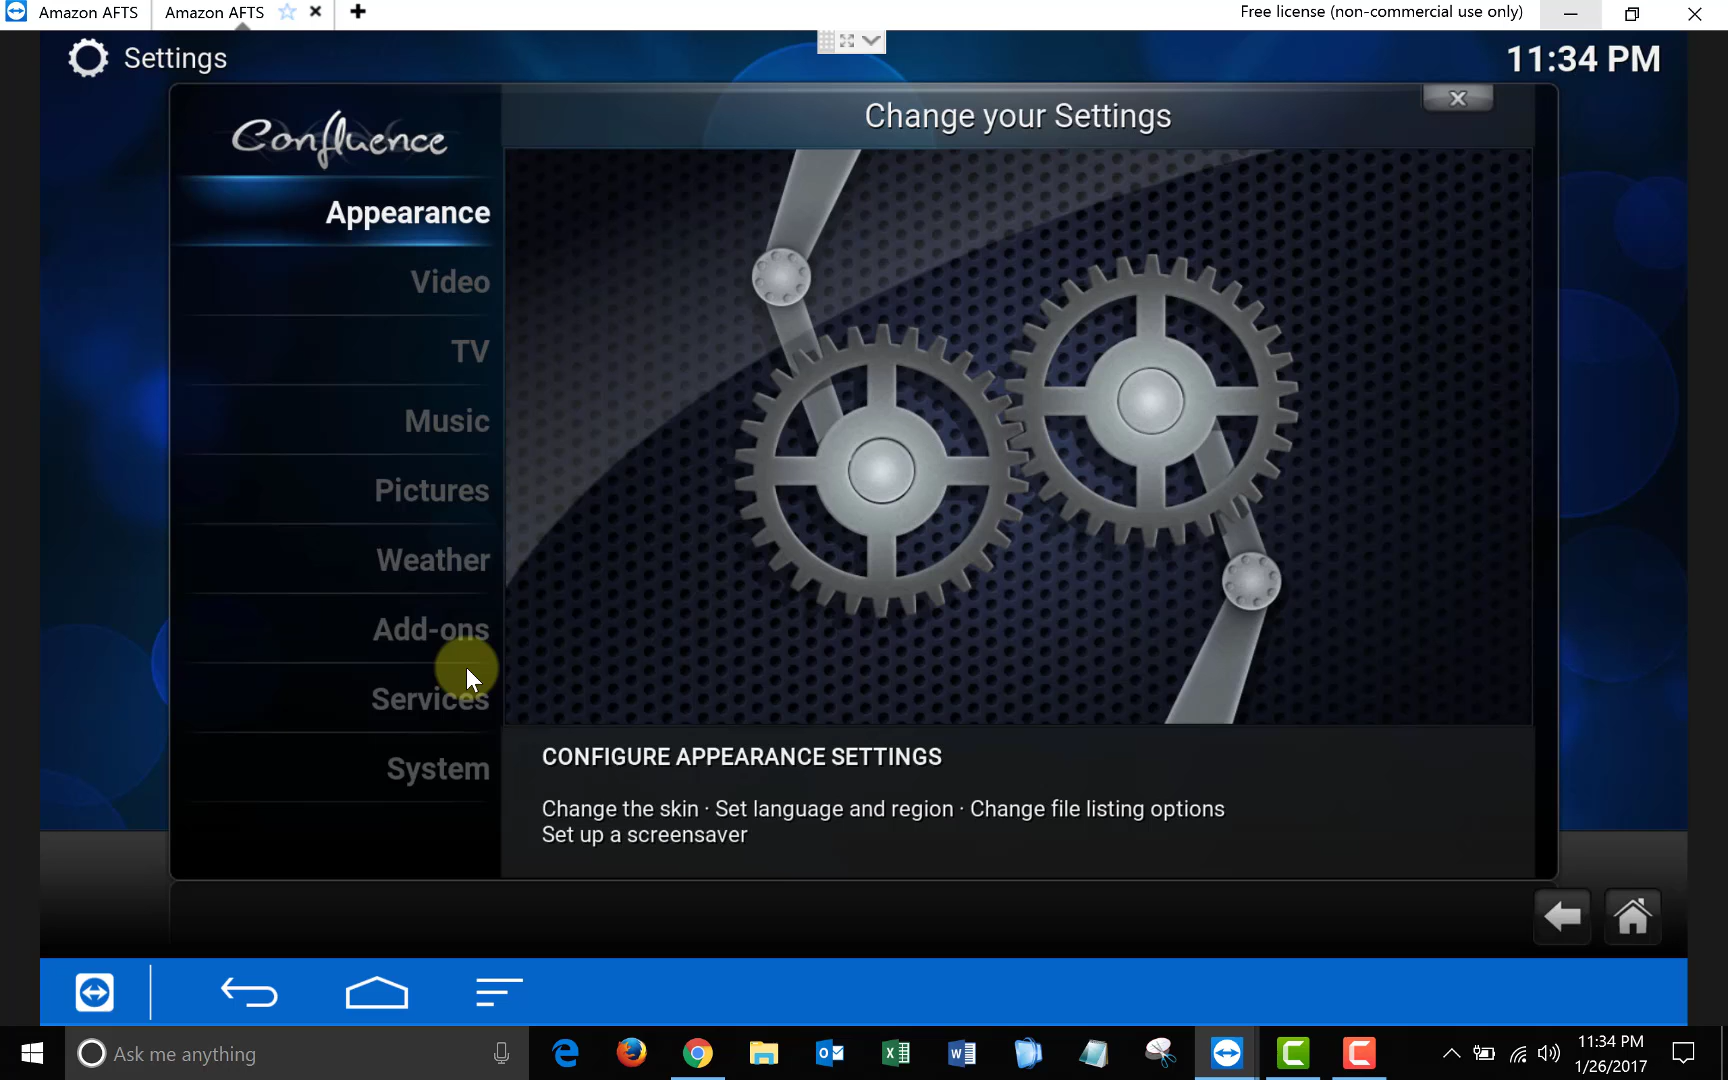 Amazon AFTS
Amazon AFTS
Free license (non-commercial use only)
Settings
11:34 PM
Confluence
Change your Settings
Appearance
Video
TV
Music
Pictures
Weather
Add-ons
Services
System
CONFIGURE APPEARANCE SETTINGS
Change the skin · Set language and region · Change file listing options
Set up a screensaver
Ask me anything
11:34 PM
1/26/2017